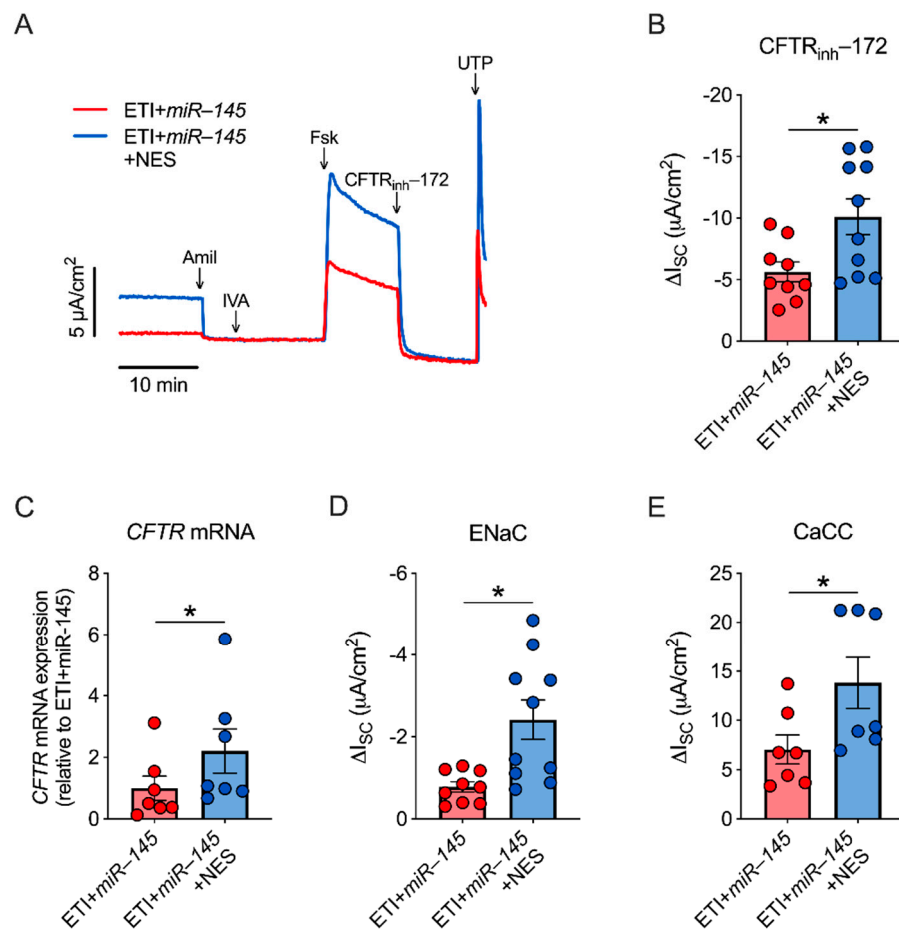 A
ETI+miR–145
ETI+miR–145
+NES
Amil
IVA
Fsk
CFTRinh–172
UTP
5 µA/cm2
10 min
B
CFTRinh–172
ΔISC (µA/cm2)
-20
-15
-10
-5
0
*
ETI+miR–145
ETI+miR–145
+NES
C
CFTR mRNA
CFTR mRNA expression
(relative to ETI+miR-145)
8
6
4
2
0
*
ETI+miR–145
ETI+miR–145
+NES
D
ENaC
ΔISC (µA/cm2)
-6
-4
-2
0
*
ETI+miR–145
ETI+miR–145
+NES
E
CaCC
ΔISC (µA/cm2)
25
20
15
10
5
0
*
ETI+miR–145
ETI+miR–145
+NES